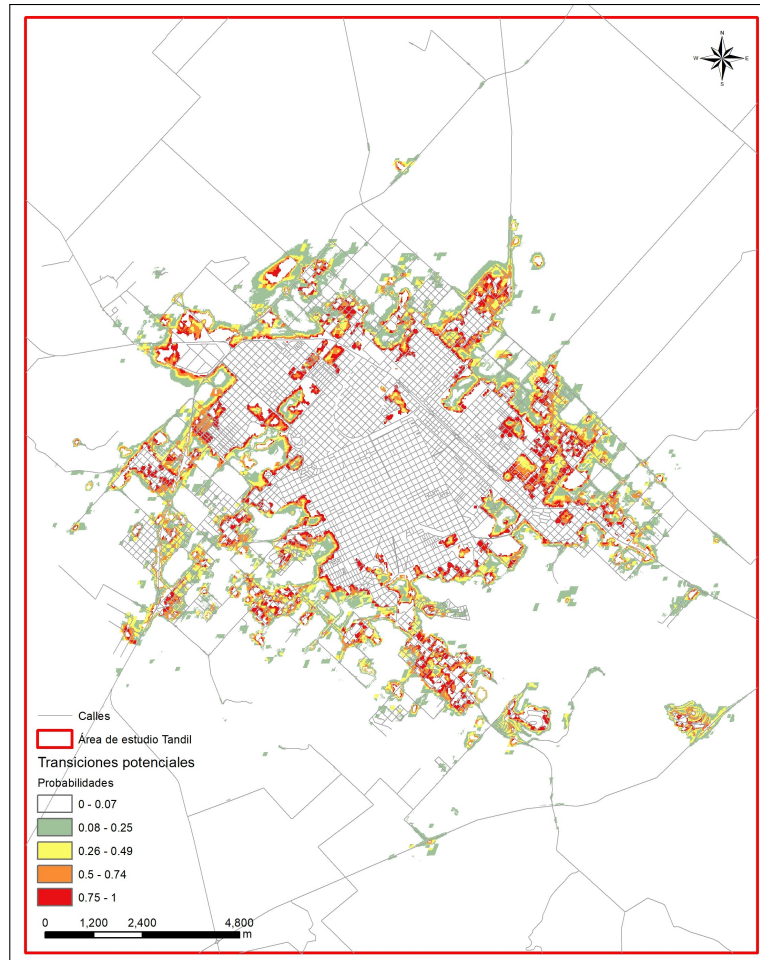 N
W E
S
Calles
Área de estudio Tandil
Transiciones potenciales
Probabilidades
0 - 0.07
0.08 - 0.25
0.26 - 0.49
0.5 - 0.74
0.75 - 1
0 1,200 2,400 4,800
m